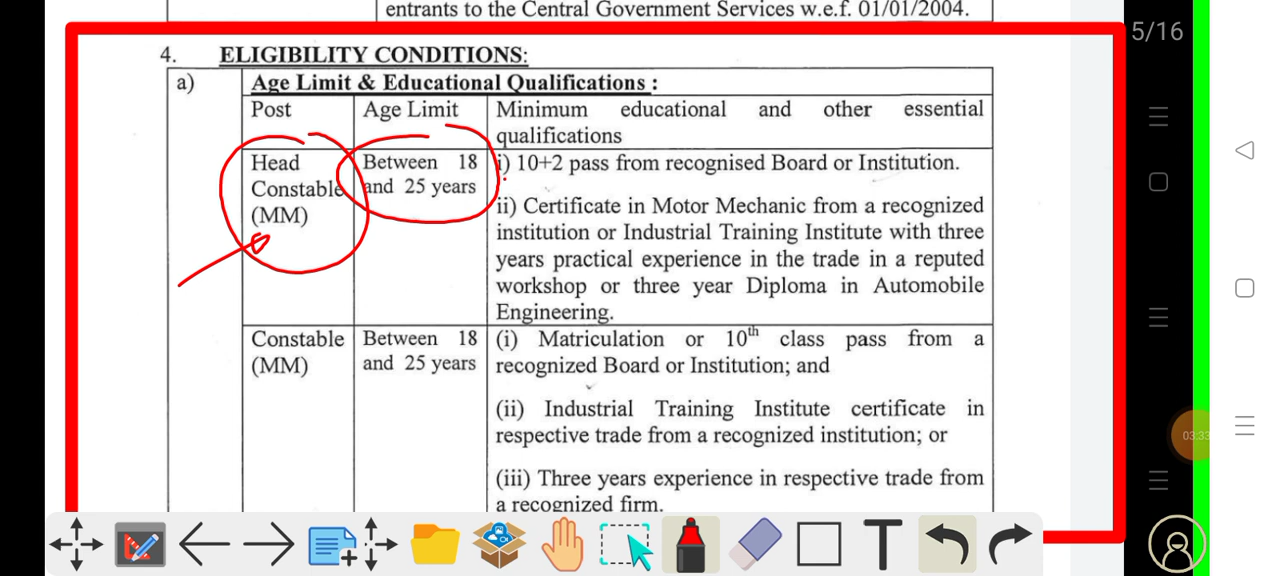 entrants to the Central Government Services w.e.f. 01/01/2004.
5/16
4. ELIGIBILITY CONDITIONS:
a) Age Limit & Educational Qualifications :
Post Age Limit Minimum educational and other essential
qualifications
Head Constable (MM)
Between 18 and 25 years
i) 10+2 pass from recognised Board or Institution.
ii) Certificate in Motor Mechanic from a recognized
institution or Industrial Training Institute with three
years practical experience in the trade in a reputed
workshop or three year Diploma in Automobile
Engineering.
Constable (MM)
Between 18 and 25 years
(i) Matriculation or 10th class pass from a
recognized Board or Institution; and
(ii) Industrial Training Institute certificate in
respective trade from a recognized institution; or
(iii) Three years experience in respective trade from
a recognized firm.
03:33
T